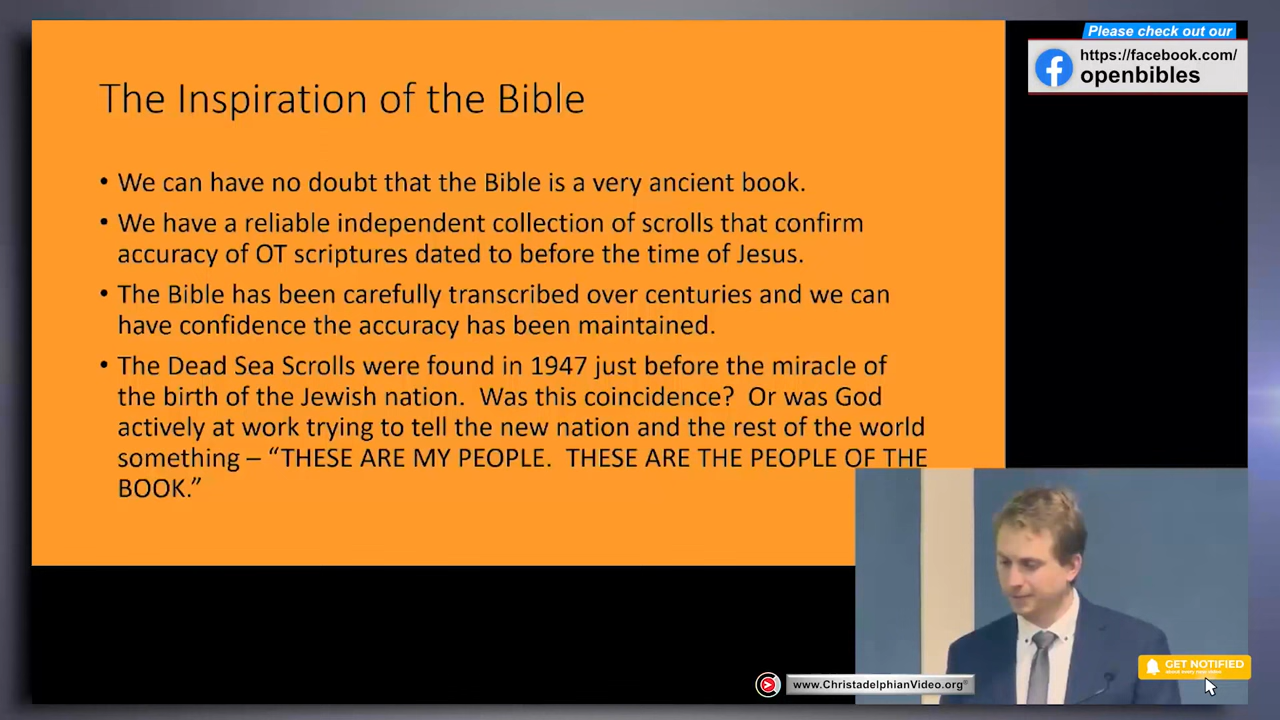 Please check out our
https://facebook.com/
openbibles
The Inspiration of the Bible
• We can have no doubt that the Bible is a very ancient book.
• We have a reliable independent collection of scrolls that confirm
accuracy of OT scriptures dated to before the time of Jesus.
• The Bible has been carefully transcribed over centuries and we can
have confidence the accuracy has been maintained.
• The Dead Sea Scrolls were found in 1947 just before the miracle of
the birth of the Jewish nation.  Was this coincidence?  Or was God
actively at work trying to tell the new nation and the rest of the world
something – “THESE ARE MY PEOPLE.  THESE ARE THE PEOPLE OF THE
BOOK.”
GET NOTIFIED
about every new video
www.ChristadelphianVideo.org